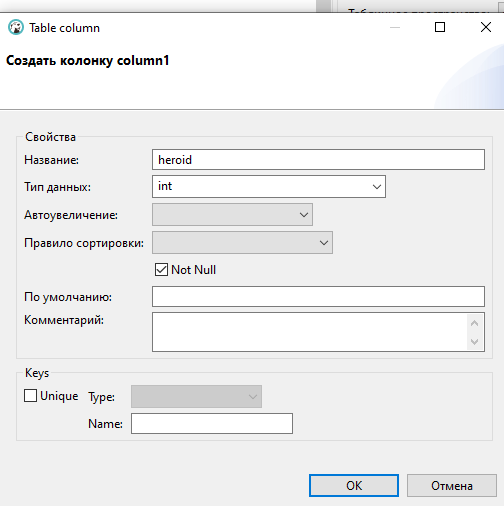 Table column
Создать колонку column1
Свойства
Название:
heroid
Тип данных:
int
Автоувеличение:
Правило сортировки:
Not Null
По умолчанию:
Комментарий:
Keys
Unique Type:
Name:
OK Отмена